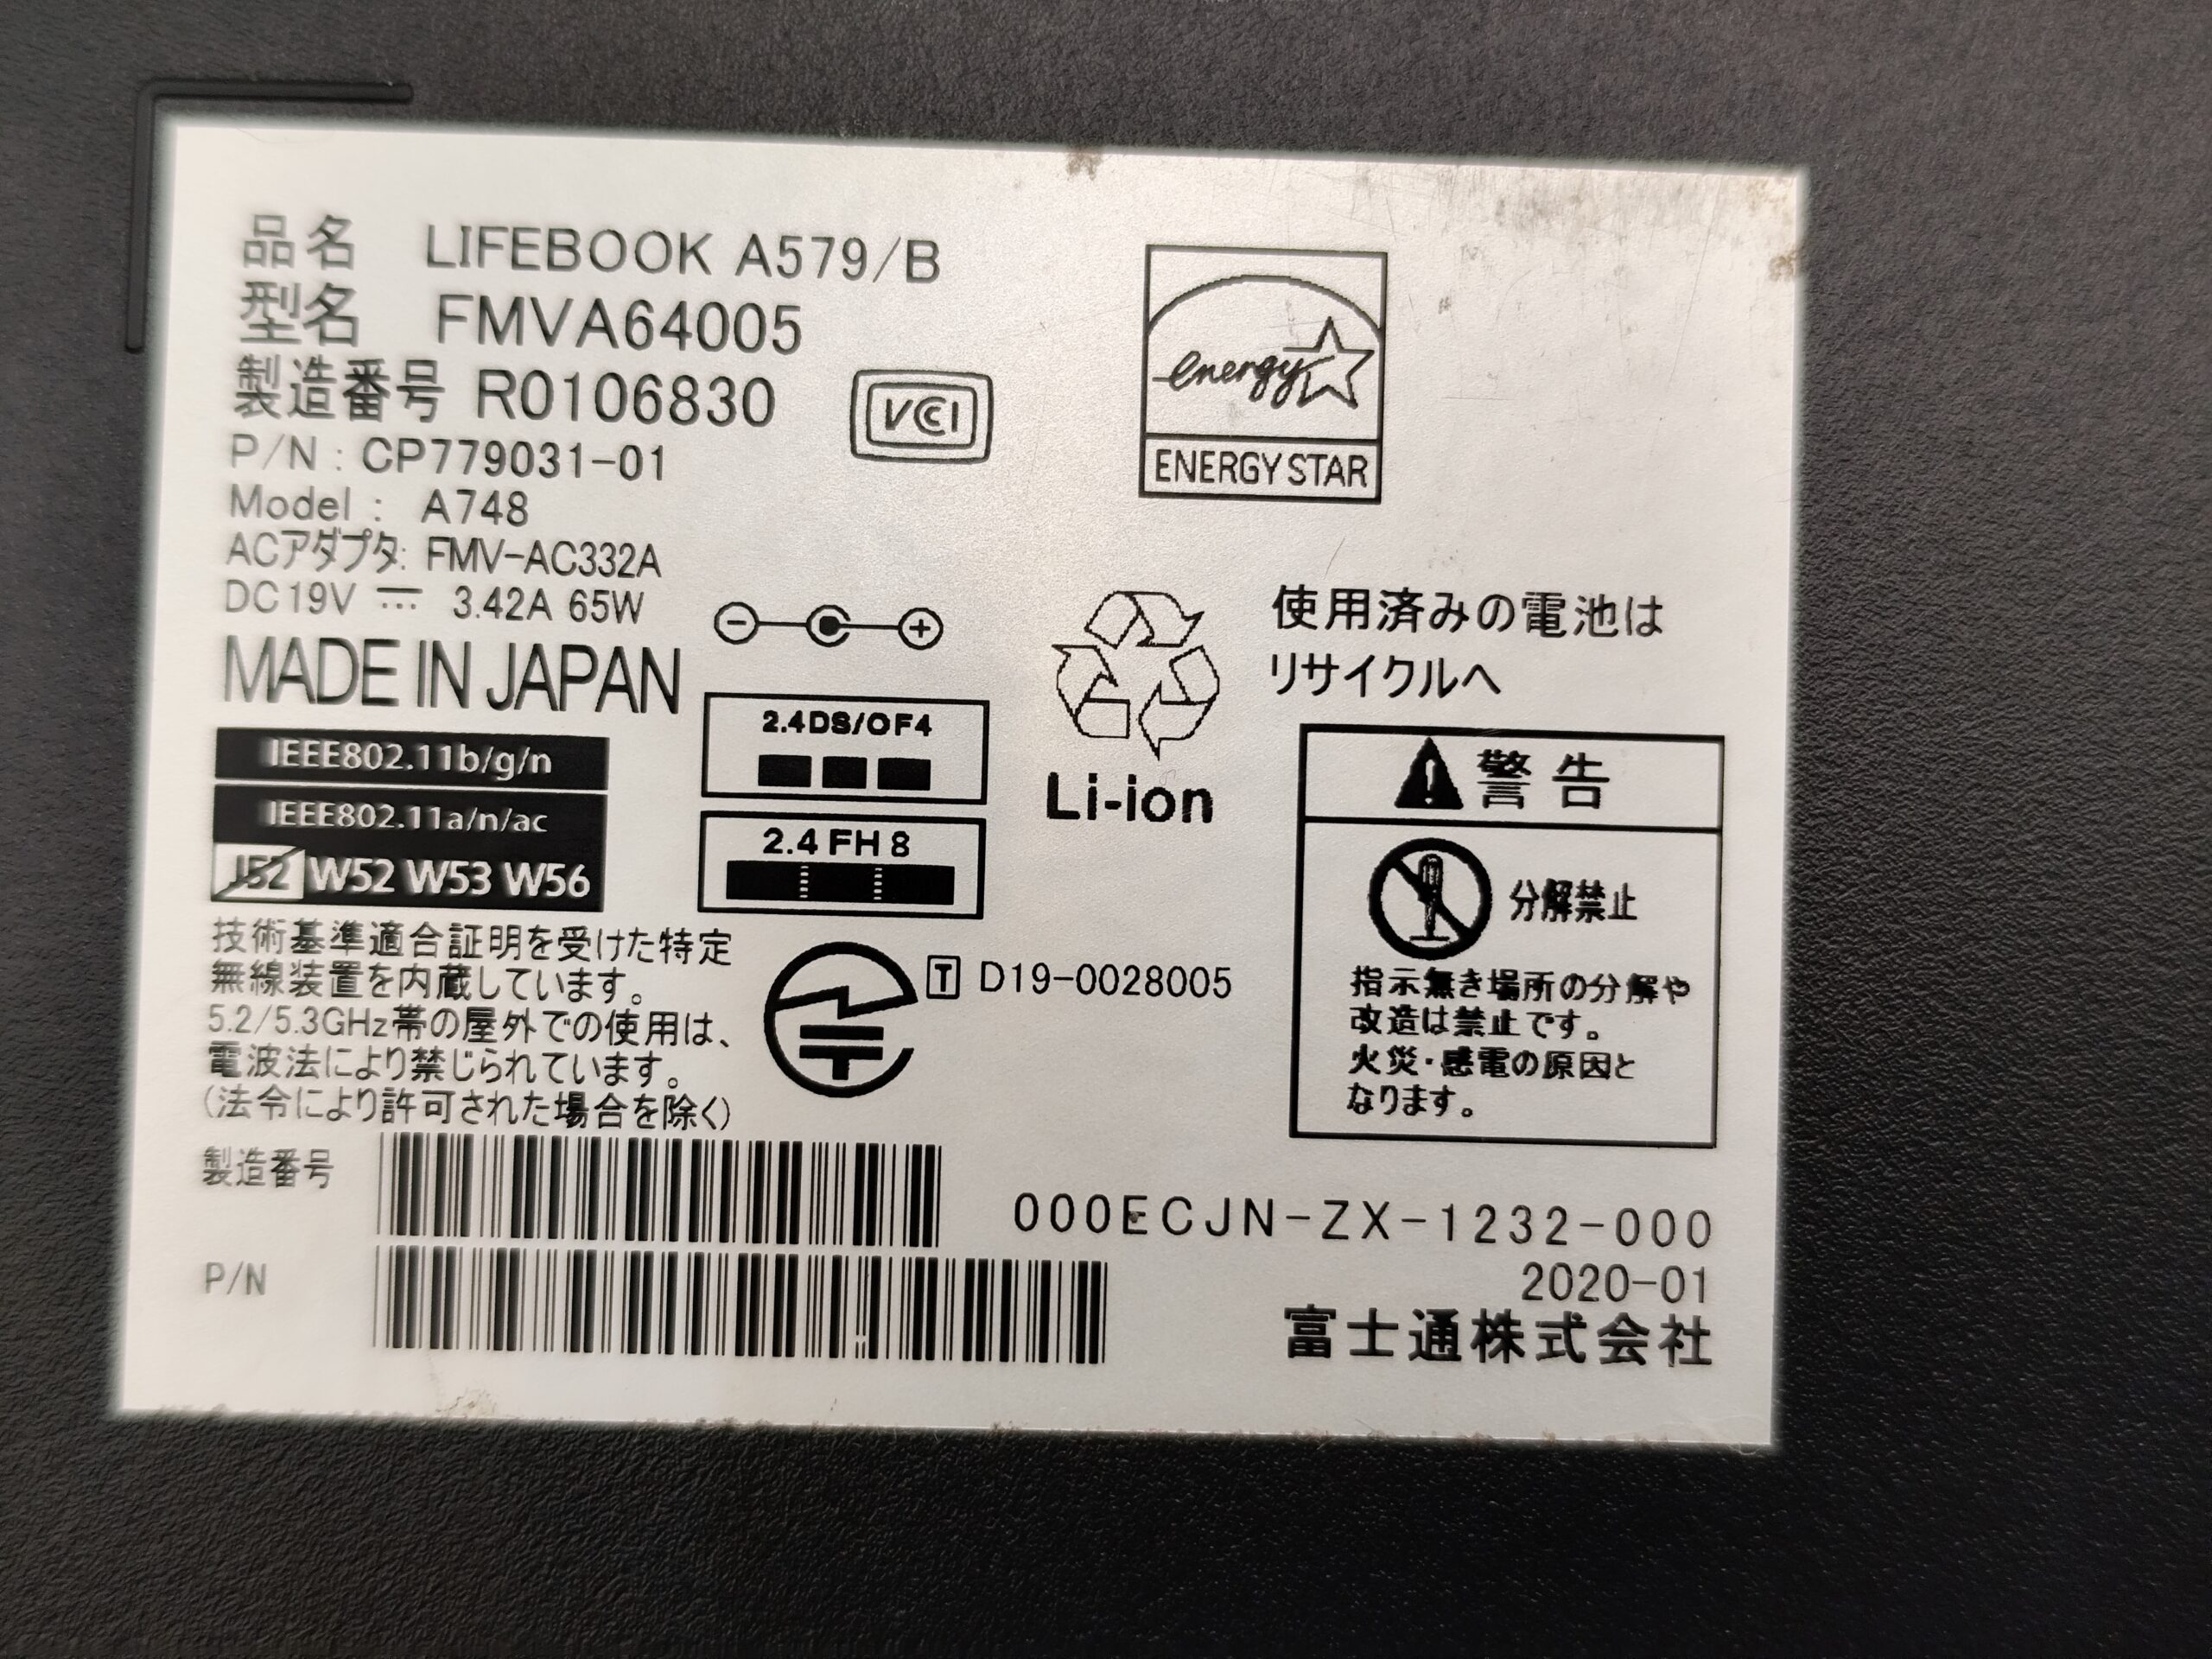 品名 LIFEBOOK A579/B
型名 FMVA64005
製造番号 R0106830
P/N : CP779031-01
Model : A748
ACアダプタ: FMV-AC332A
DC19V ⎓ 3.42A 65W
MADE IN JAPAN
VCCI
energy
ENERGY STAR
IEEE802.11b/g/n
IEEE802.11a/n/ac
J52 W52 W53 W56
2.4DS/OF4
2.4FH8
Li-ion
使用済みの電池は
リサイクルへ
警告
分解禁止
指示無き場所の分解や
改造は禁止です。
火災・感電の原因と
なります。
技術基準適合証明を受けた特定
無線装置を内蔵しています。
5.2/5.3GHz帯の屋外での使用は、
電波法により禁じられています。
(法令により許可された場合を除く)
T D19-0028005
製造番号
P/N
000ECJN-ZX-1232-000
2020-01
富士通株式会社